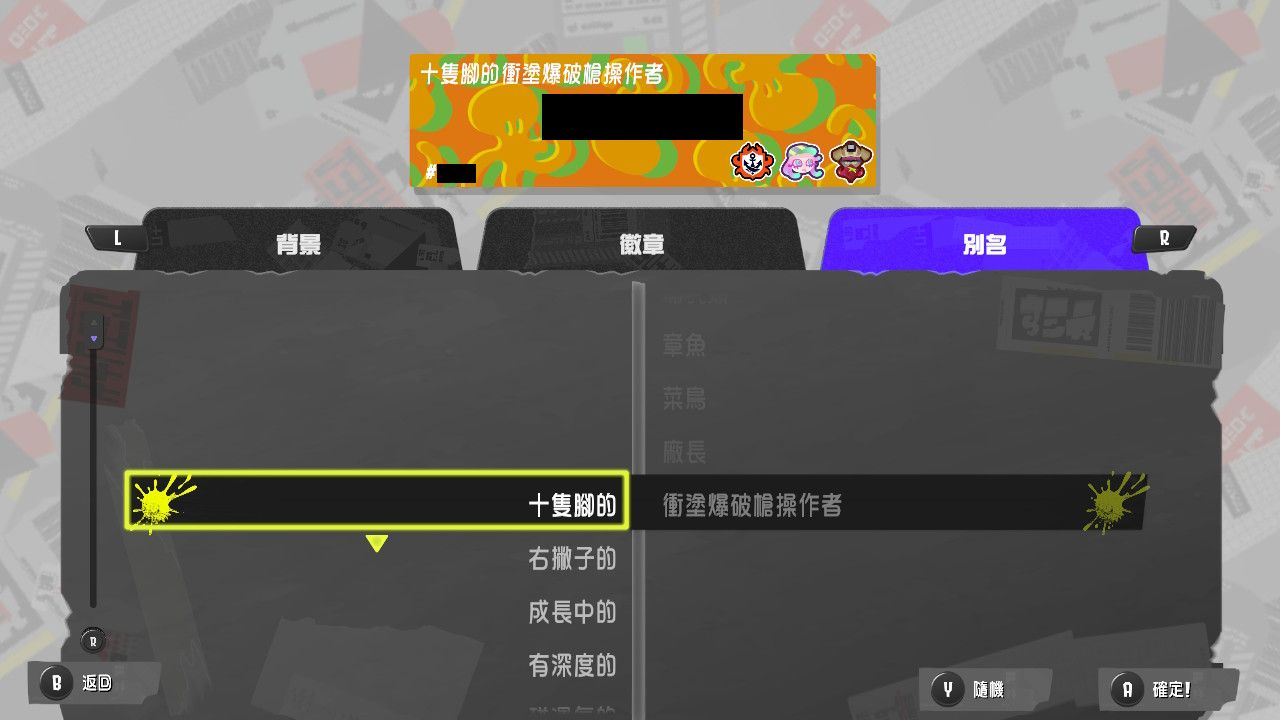 十隻腳的衝塗爆破槍操作者
#
L
背景
徽章
別名
R
章魚
菜鳥
廠長
十隻腳的
衝塗爆破槍操作者
右撇子的
成長中的
有深度的
R
B 返回
Y 隨機
A 確定!